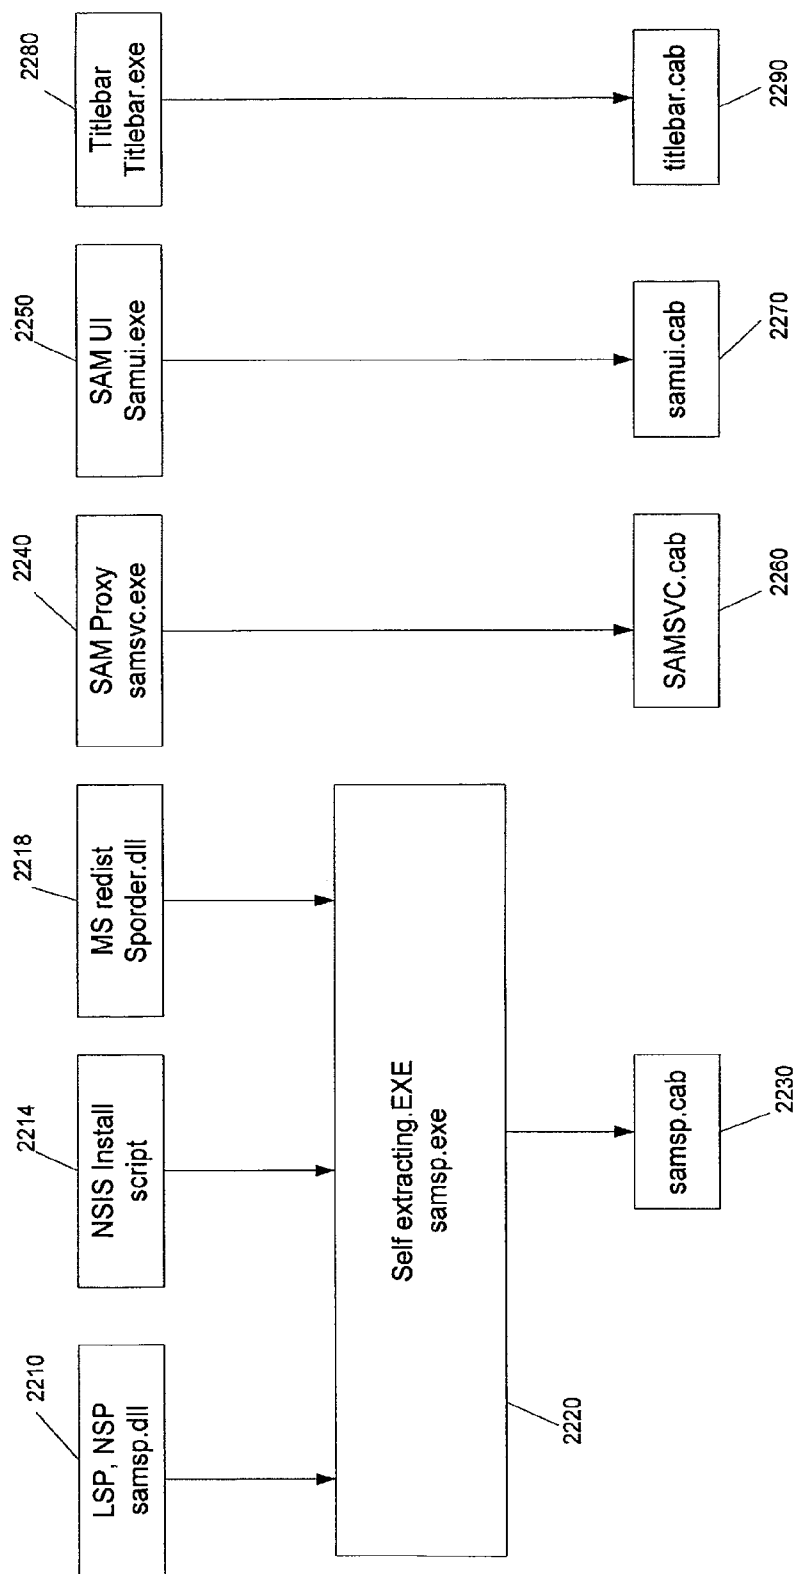 2210
LSP, NSP
samsp.dll
2214
NSIS Install
script
2218
MS redist
Sporder.dll
2240
SAM Proxy
samsvc.exe
2250
SAM UI
Samui.exe
2280
Titlebar
Titlebar.exe
Self extracting.EXE
samsp.exe
2220
samsp.cab
2230
SAMSVC.cab
2260
samui.cab
2270
titlebar.cab
2290